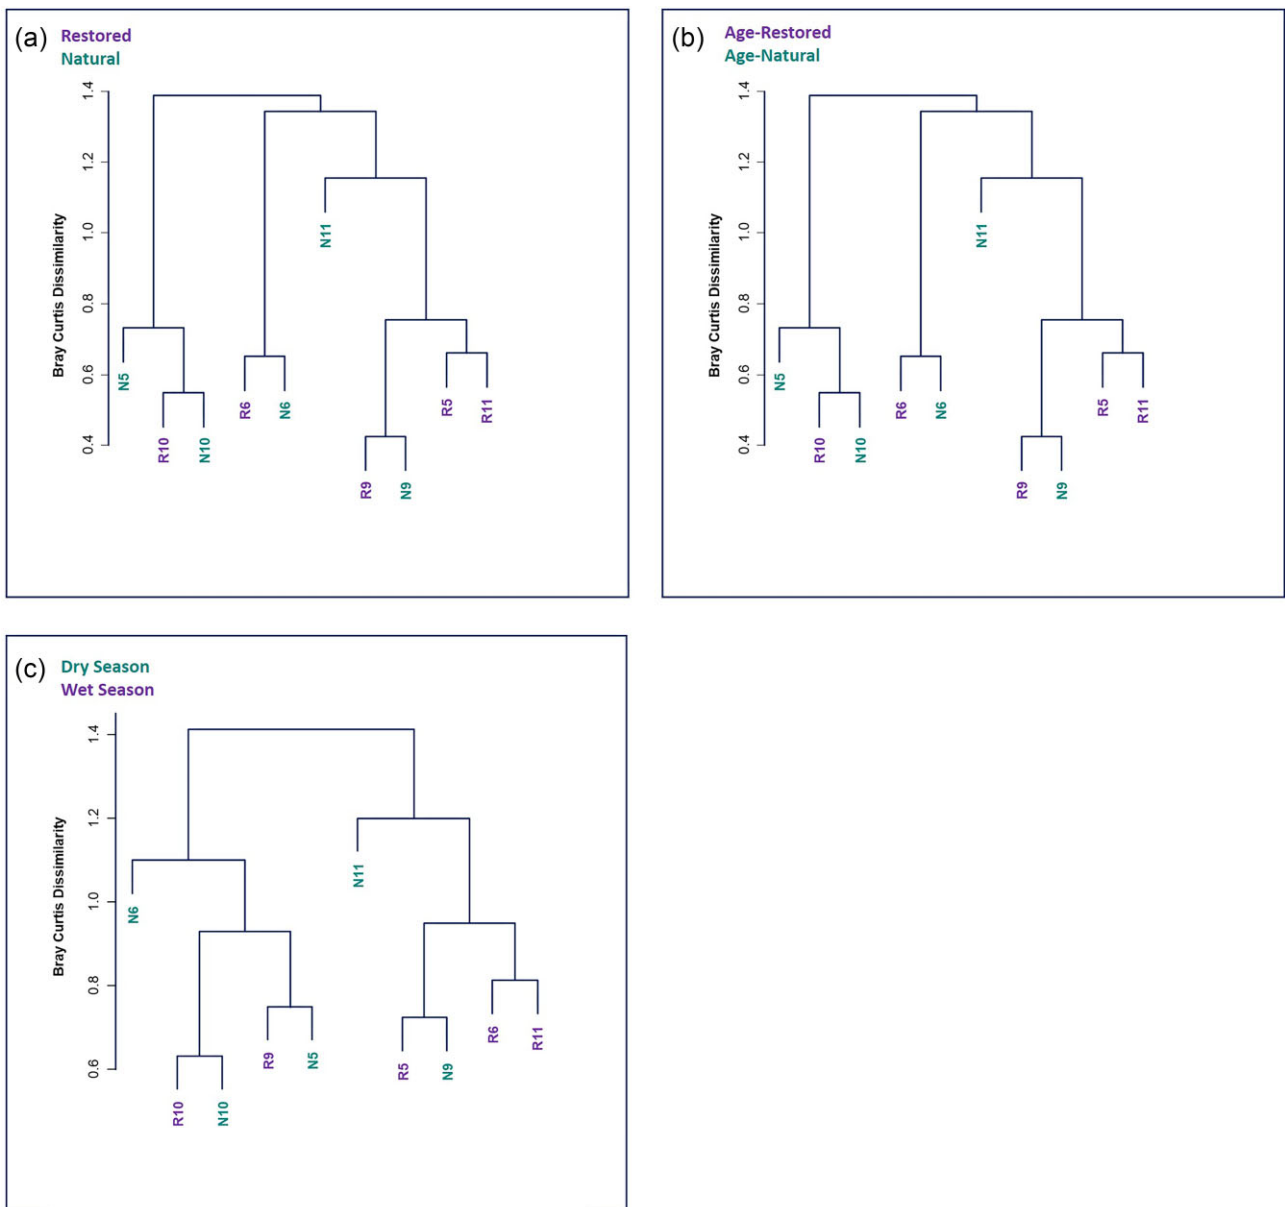 (a) Restored
Natural
Bray Curtis Dissimilarity
1.4
1.2
1.0
0.8
0.6
0.4
N5
R10
N10
R6
N6
N11
R9
N9
R5
R11
(b) Age-Restored
Age-Natural
Bray Curtis Dissimilarity
1.4
1.2
1.0
0.8
0.6
0.4
N5
R10
N10
R6
N6
N11
R9
N9
R5
R11
(c) Dry Season
Wet Season
Bray Curtis Dissimilarity
1.4
1.2
1.0
0.8
0.6
N6
R10
N10
R9
N5
N11
R5
N9
R6
R11